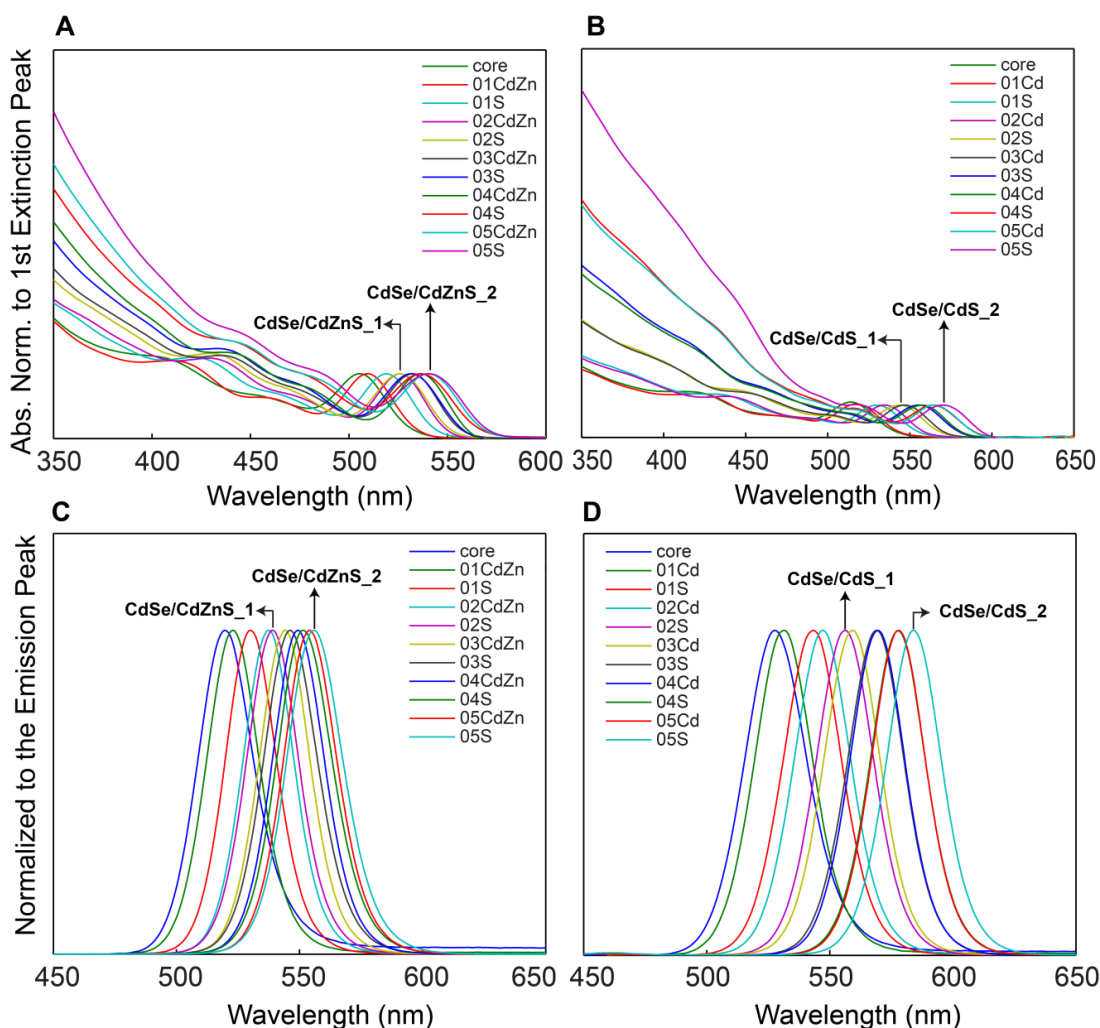 A
Abs. Norm. to 1st Extinction Peak
core
01CdZn
01S
02CdZn
02S
03CdZn
03S
04CdZn
04S
05CdZn
05S
CdSe/CdZnS_2
CdSe/CdZnS_1
350 400 450 500 550 600
Wavelength (nm)
B
core
01Cd
01S
02Cd
02S
03Cd
03S
04Cd
04S
05Cd
05S
CdSe/CdS_2
CdSe/CdS_1
350 400 450 500 550 600 650
Wavelength (nm)
C
Normalized to the Emission Peak
core
01CdZn
01S
02CdZn
02S
03CdZn
03S
04CdZn
04S
05CdZn
05S
CdSe/CdZnS_2
CdSe/CdZnS_1
450 500 550 600 650
Wavelength (nm)
D
core
01Cd
01S
02Cd
02S
03Cd
03S
04Cd
04S
05Cd
05S
CdSe/CdS_1
CdSe/CdS_2
450 500 550 600 650
Wavelength (nm)